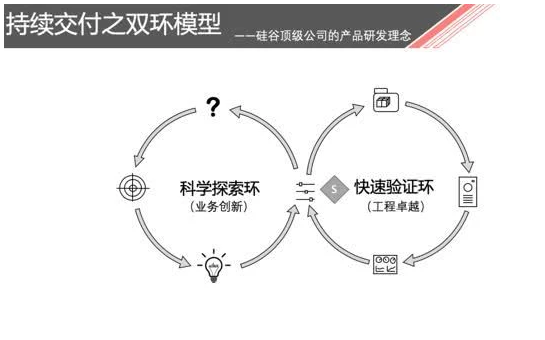 持续交付之双环模型
——硅谷顶级公司的产品研发理念
?
科学探索环
（业务创新）
S
快速验证环
（工程卓越）